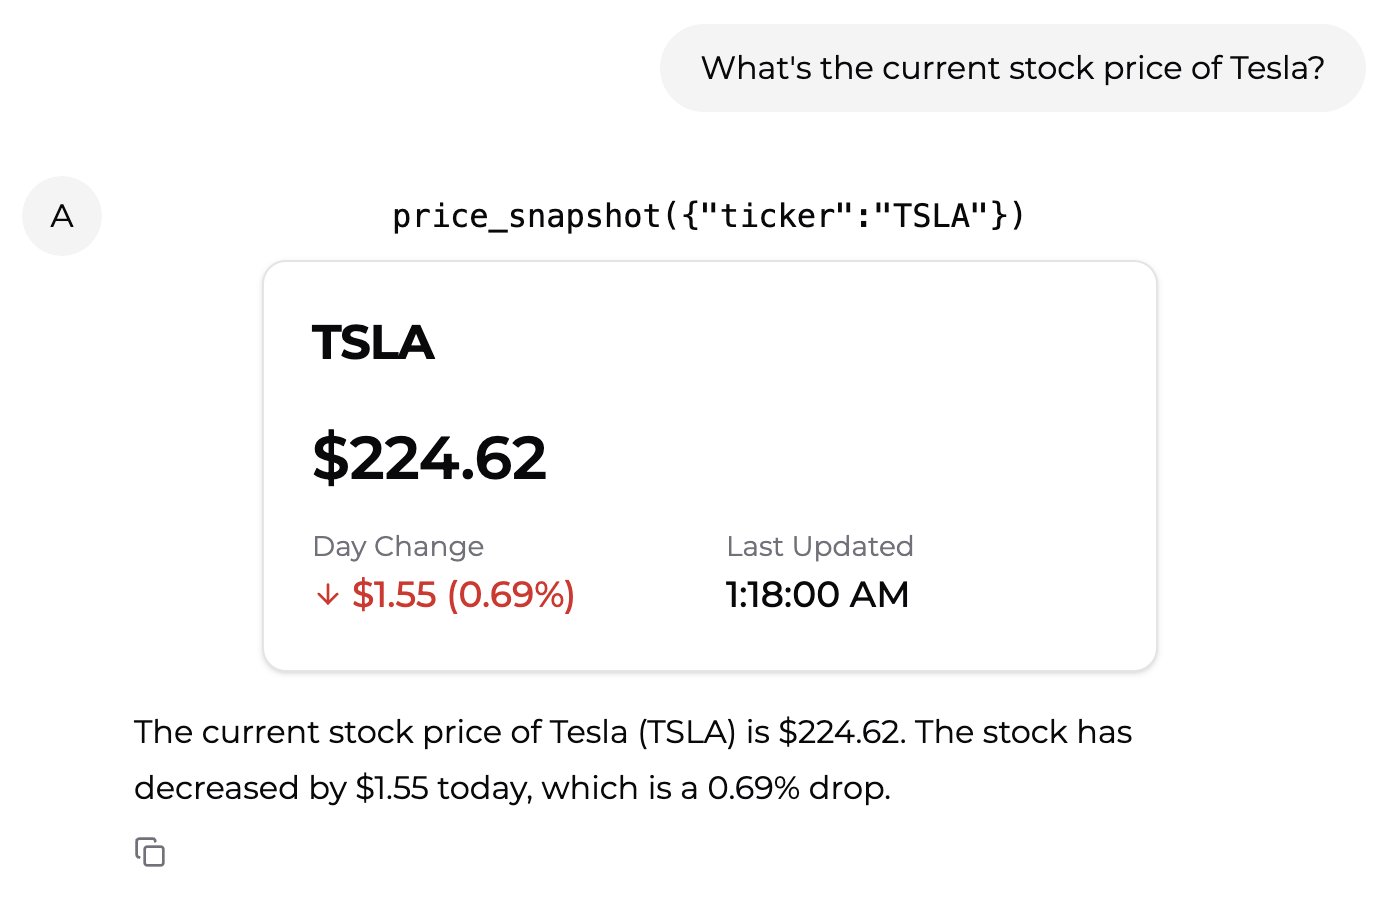 What's the current stock price of Tesla?
A
price_snapshot({"ticker":"TSLA"})
TSLA
$224.62
Day Change
Last Updated
↓ $1.55 (0.69%)
1:18:00 AM
The current stock price of Tesla (TSLA) is $224.62. The stock has
decreased by $1.55 today, which is a 0.69% drop.